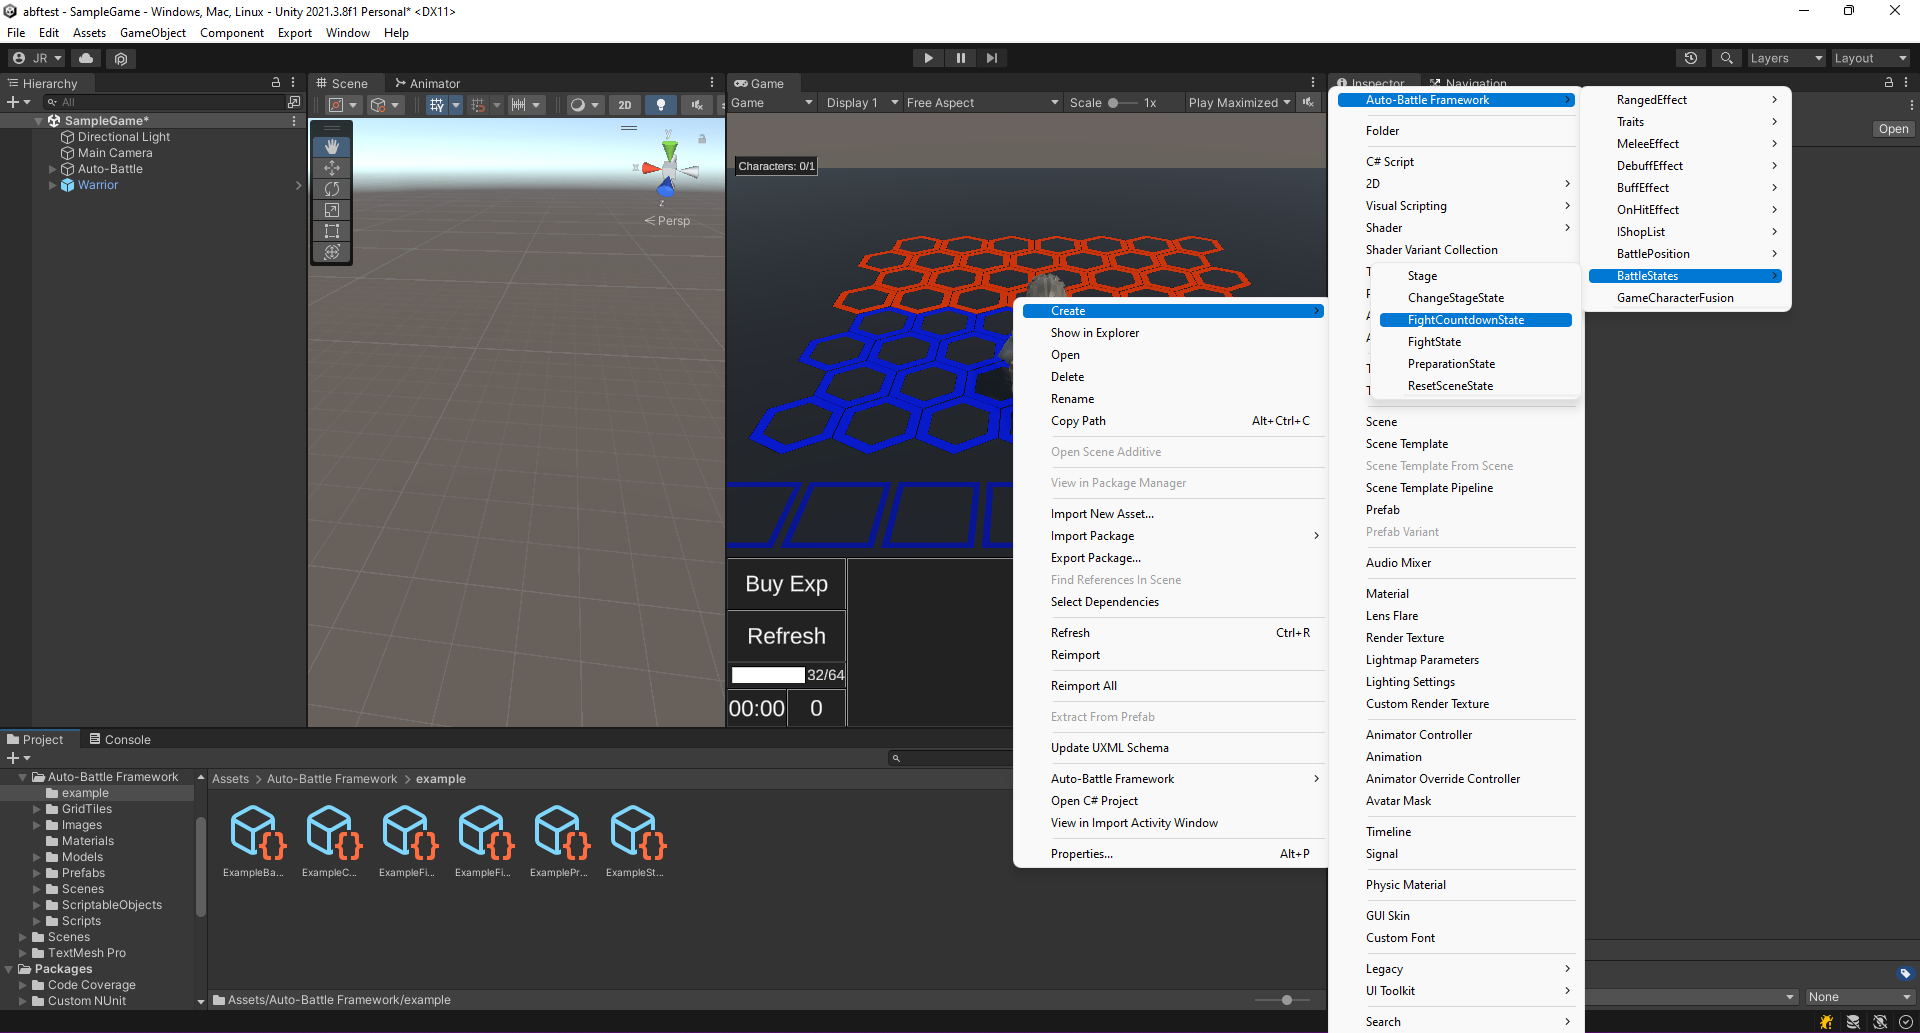 abftest - SampleGame - Windows, Mac, Linux - Unity 2021.3.8f1 Personal* <DX11>
File Edit Assets GameObject Component Export Window Help
JR
Layers Layout
Hierarchy
All
SampleGame*
Directional Light
Main Camera
Auto-Battle
Warrior
Scene Animator
2D
y
x
z
Persp
Game
Game Display 1 Free Aspect Scale 1x Play Maximized
Characters: 0/1
Buy Exp
Refresh
32/64
00:00 0
Inspector Navigation
Open
Create
Show in Explorer
Open
Delete
Rename
Copy Path Alt+Ctrl+C
Open Scene Additive
View in Package Manager
Import New Asset...
Import Package
Export Package...
Find References In Scene
Select Dependencies
Refresh Ctrl+R
Reimport
Reimport All
Extract From Prefab
Update UXML Schema
Auto-Battle Framework
Open C# Project
View in Import Activity Window
Properties... Alt+P
Auto-Battle Framework
Folder
C# Script
2D
Visual Scripting
Shader
Shader Variant Collection
Scene
Scene Template
Scene Template From Scene
Scene Template Pipeline
Prefab
Prefab Variant
Audio Mixer
Material
Lens Flare
Render Texture
Lightmap Parameters
Lighting Settings
Custom Render Texture
Animator Controller
Animation
Animator Override Controller
Avatar Mask
Timeline
Signal
Physic Material
GUI Skin
Custom Font
Legacy
UI Toolkit
Search
RangedEffect
Traits
MeleeEffect
DebuffEffect
BuffEffect
OnHitEffect
IShopList
BattlePosition
BattleStates
GameCharacterFusion
Stage
ChangeStageState
FightCountdownState
FightState
PreparationState
ResetSceneState
Project Console
Auto-Battle Framework
example
GridTiles
Images
Materials
Models
Prefabs
Scenes
ScriptableObjects
Scripts
Scenes
TextMesh Pro
Packages
Code Coverage
Custom NUnit
Assets > Auto-Battle Framework > example
ExampleBa... ExampleC... ExampleFi... ExampleFi... ExamplePr... ExampleSt...
Assets/Auto-Battle Framework/example
None